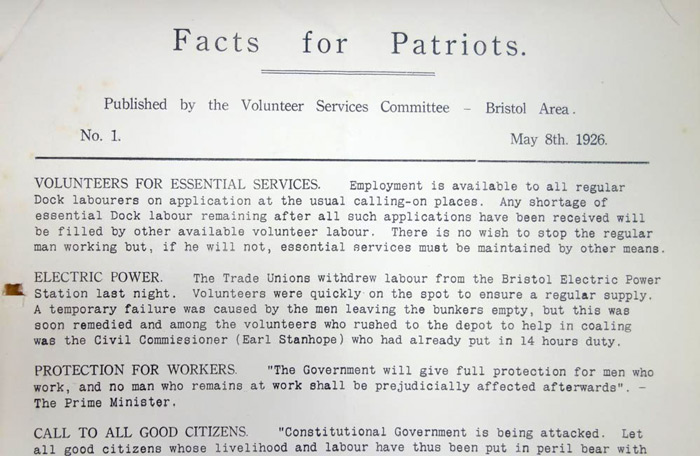 Facts for Patriots.
Published by the Volunteer Services Committee - Bristol Area.
No. 1.
May 8th. 1926.
VOLUNTEERS FOR ESSENTIAL SERVICES. Employment is available to all regular
Dock labourers on application at the usual calling-on places. Any shortage of
essential Dock labour remaining after all such applications have been received will
be filled by other available volunteer labour. There is no wish to stop the regular
man working but, if he will not, essential services must be maintained by other means.
ELECTRIC POWER. The Trade Unions withdrew labour from the Bristol Electric Power
Station last night. Volunteers were quickly on the spot to ensure a regular supply.
A temporary failure was caused by the men leaving the bunkers empty, but this was
soon remedied and among the volunteers who rushed to the depot to help in coaling
was the Civil Commissioner (Earl Stanhope) who had already put in 14 hours duty.
PROTECTION FOR WORKERS. "The Government will give full protection for men who
work, and no man who remains at work shall be prejudicially affected afterwards". -
The Prime Minister.
CALL TO ALL GOOD CITIZENS. "Constitutional Government is being attacked. Let
all good citizens whose livelihood and labour have thus been put in peril bear with